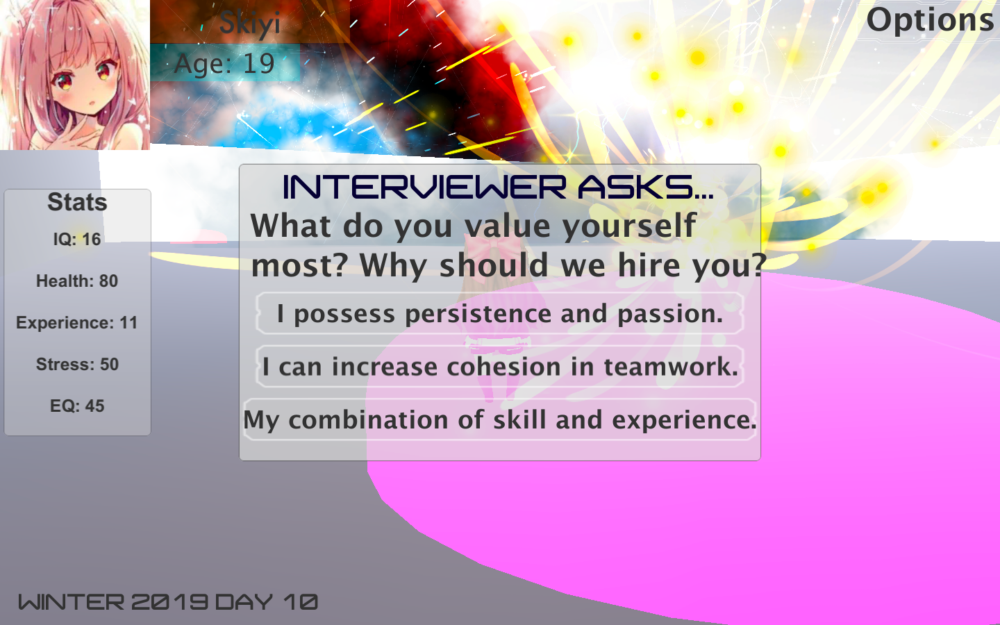 Skiyi
Age: 19
Options
Stats
IQ: 16
Health: 80
Experience: 11
Stress: 50
EQ: 45
INTERVIEWER ASKS...
What do you value yourself
most? Why should we hire you?
I possess persistence and passion.
I can increase cohesion in teamwork.
My combination of skill and experience.
WINTER 2019 DAY 10